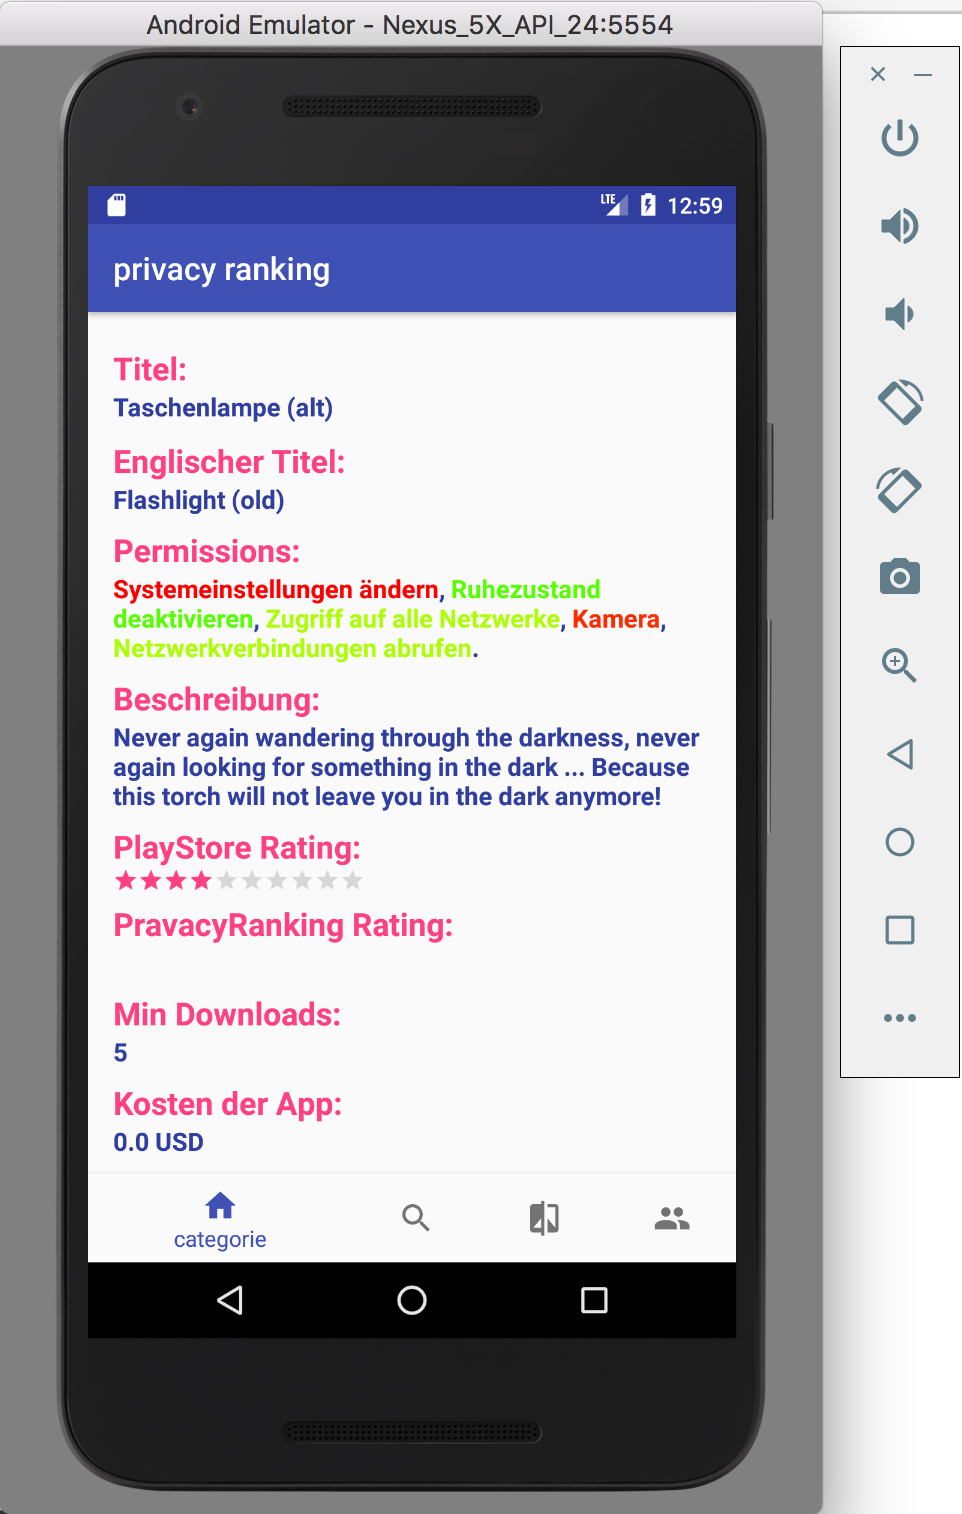 Android Emulator - Nexus_5X_API_24:5554
LTE 12:59
privacy ranking
Titel:
Taschenlampe (alt)
Englischer Titel:
Flashlight (old)
Permissions:
Systemeinstellungen ändern, Ruhezustand
deaktivieren, Zugriff auf alle Netzwerke, Kamera,
Netzwerkverbindungen abrufen.
Beschreibung:
Never again wandering through the darkness, never
again looking for something in the dark ... Because
this torch will not leave you in the dark anymore!
PlayStore Rating:
PravacyRanking Rating:
Min Downloads:
5
Kosten der App:
0.0 USD
categorie